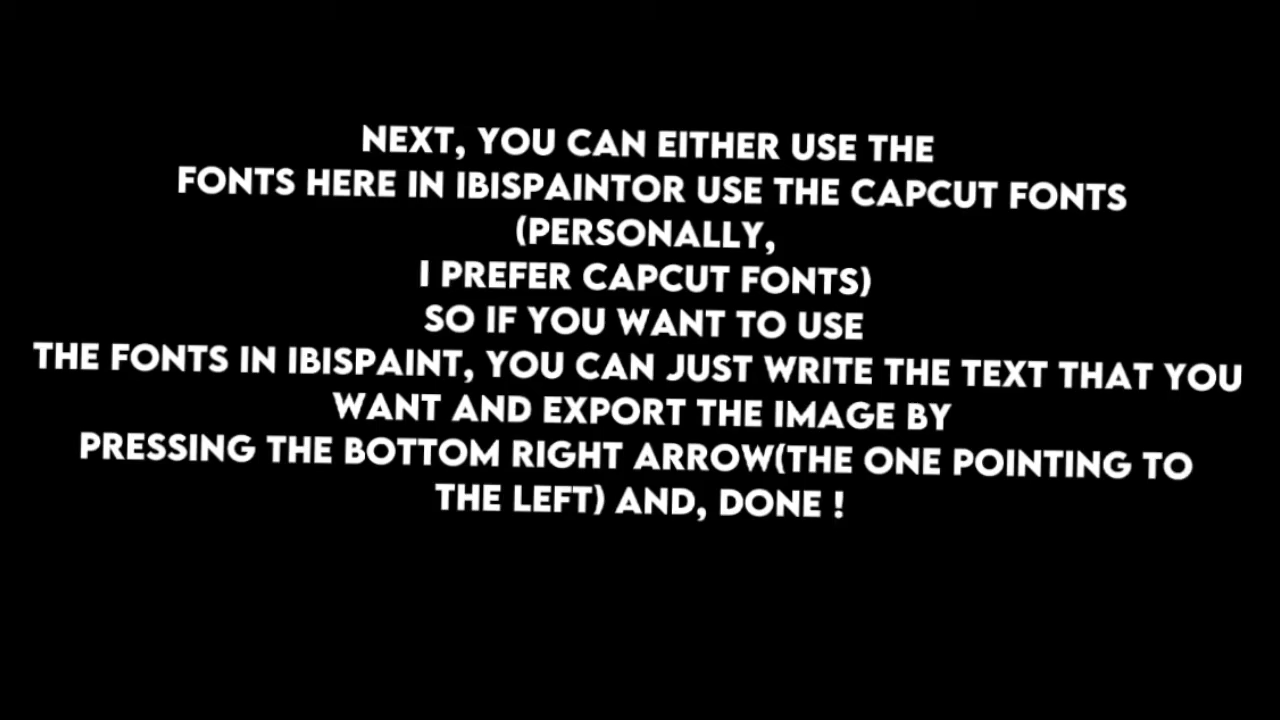 NEXT, YOU CAN EITHER USE THE
FONTS HERE IN IBISPAINTOR USE THE CAPCUT FONTS
(PERSONALLY,
I PREFER CAPCUT FONTS)
SO IF YOU WANT TO USE
THE FONTS IN IBISPAINT, YOU CAN JUST WRITE THE TEXT THAT YOU
WANT AND EXPORT THE IMAGE BY
PRESSING THE BOTTOM RIGHT ARROW(THE ONE POINTING TO
THE LEFT) AND, DONE !